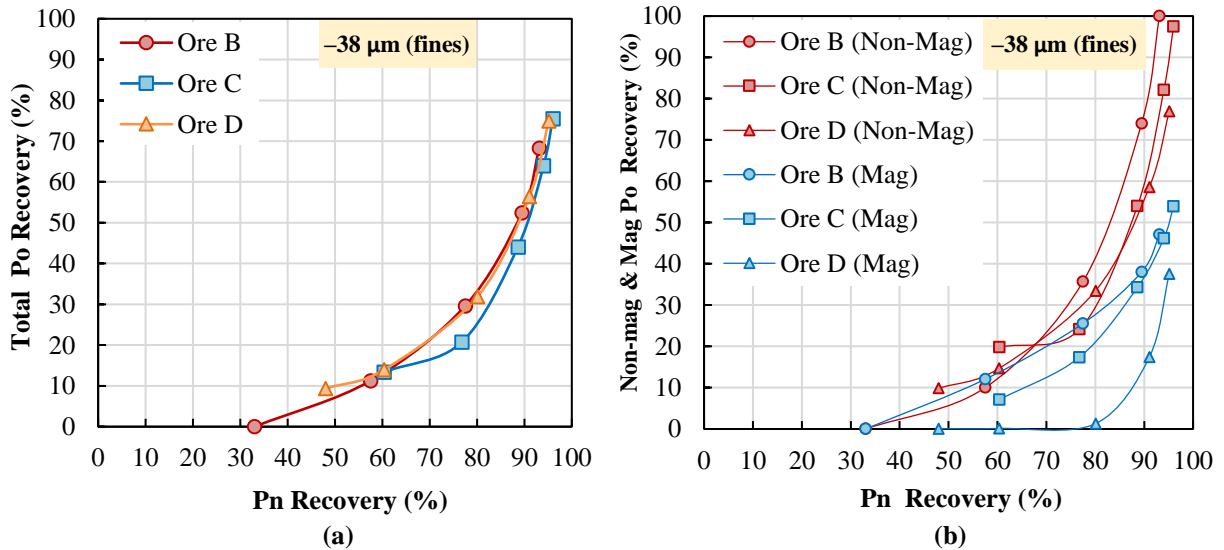 Total Po Recovery (%)
100
90
80
70
60
50
40
30
20
10
0
Ore B
Ore C
Ore D
–38 µm (fines)
0 10 20 30 40 50 60 70 80 90 100
Pn Recovery (%)
(a)
Non-mag & Mag Po Recovery (%)
100
90
80
70
60
50
40
30
20
10
0
Ore B (Non-Mag)
Ore C (Non-Mag)
Ore D (Non-Mag)
Ore B (Mag)
Ore C (Mag)
Ore D (Mag)
–38 µm (fines)
0 10 20 30 40 50 60 70 80 90 100
Pn Recovery (%)
(b)